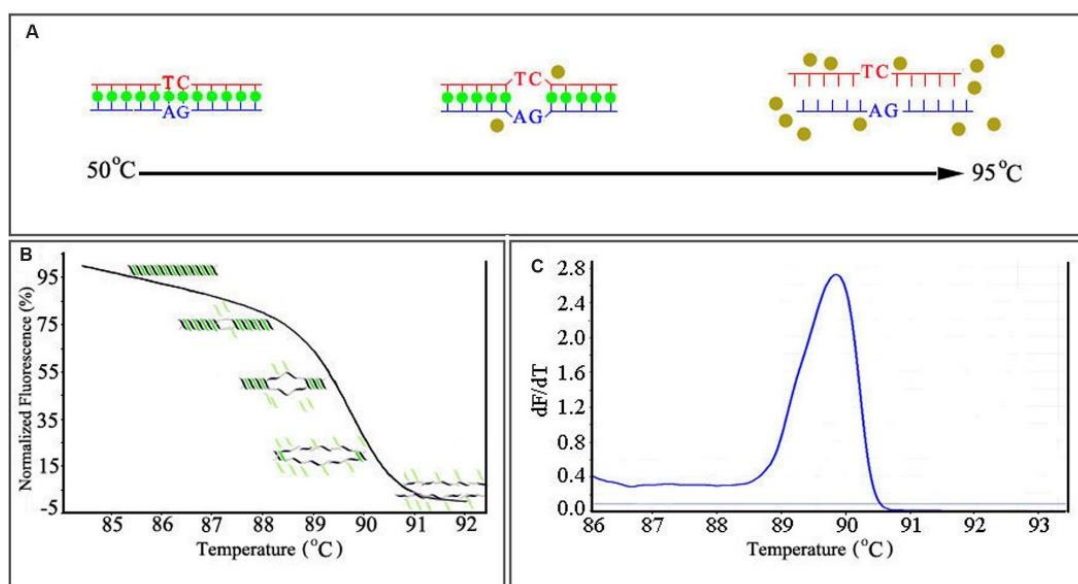 A
TC
AG
TC
AG
TC
AG
50°C
95°C
B
Normalized Fluorescence (%)
95
75
55
35
15
-5
85 86 87 88 89 90 91 92
Temperature (°C)
C
dF/dT
2.8
2.4
2.0
1.6
1.2
0.8
0.4
0.0
86 87 88 89 90 91 92 93
Temperature (°C)